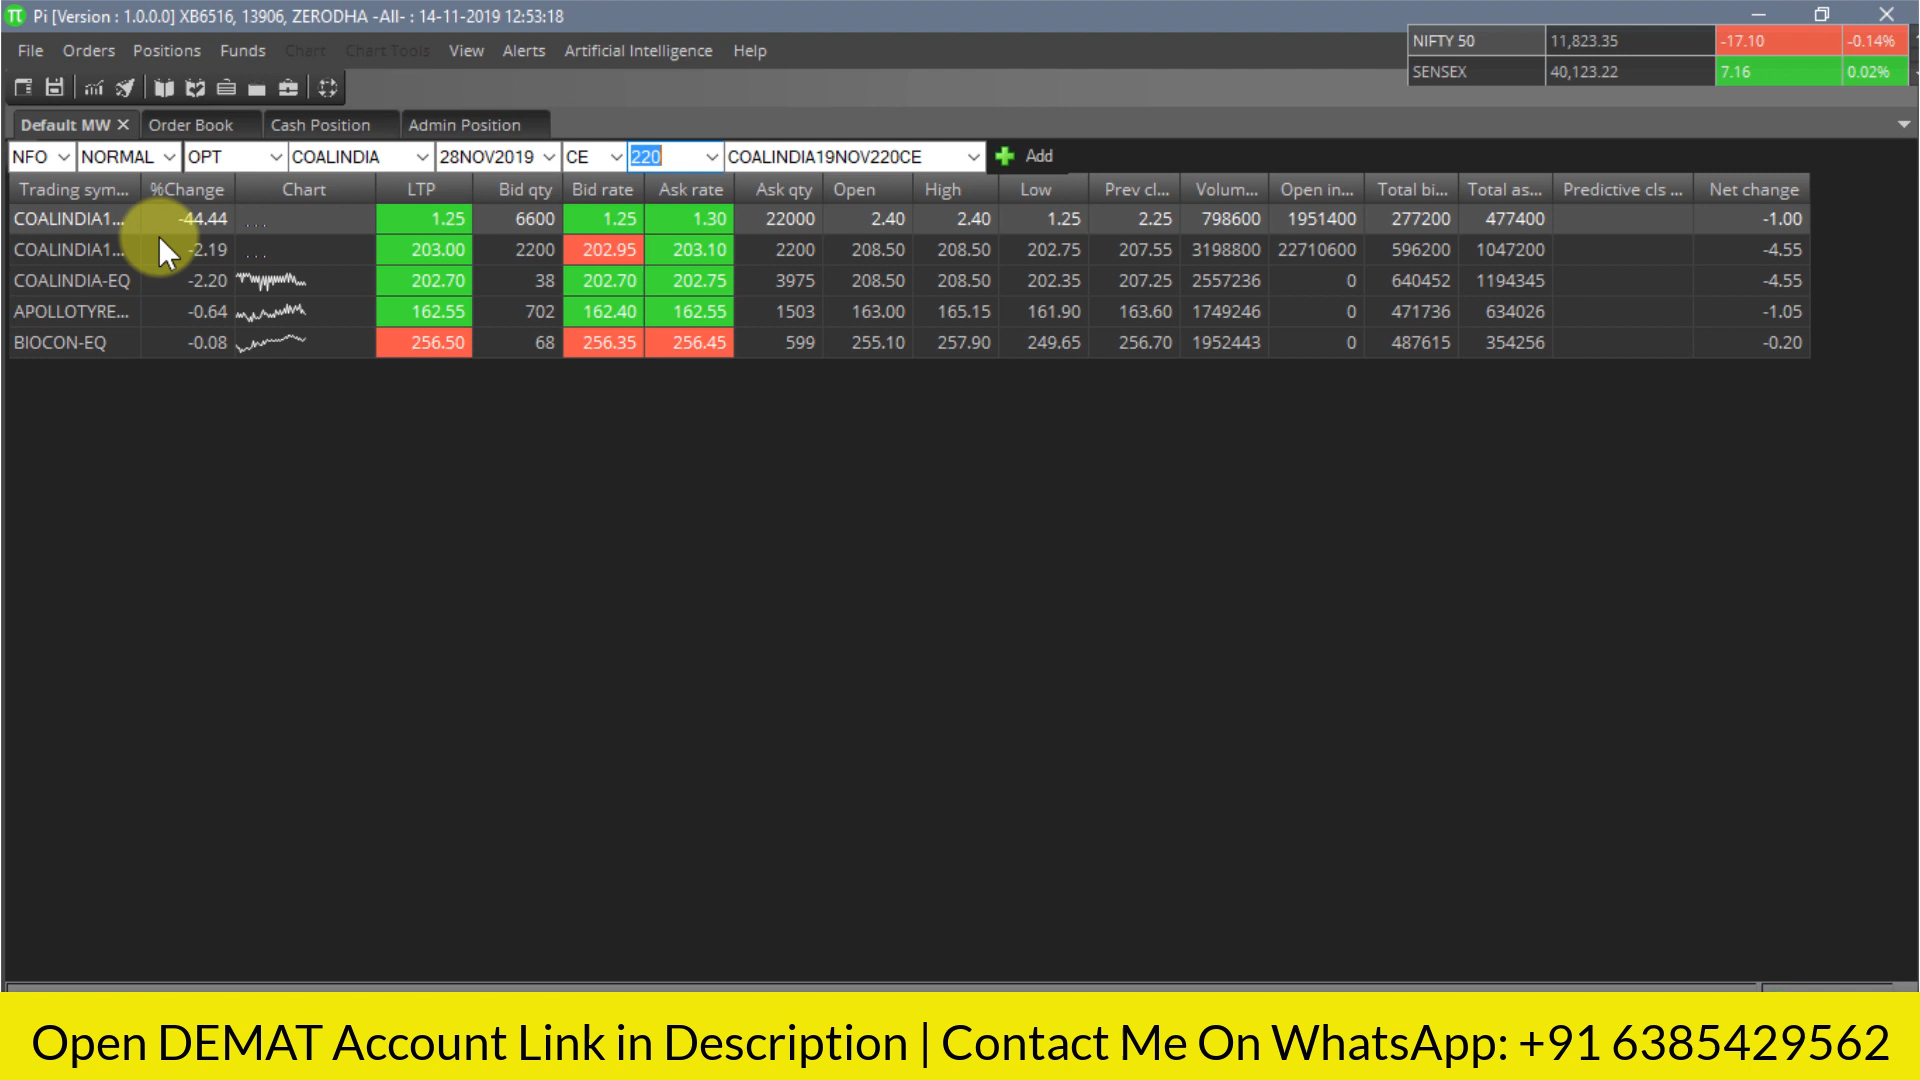 Pi [Version : 1.0.0.0] XB6516, 13906, ZERODHA -All- : 14-11-2019 12:53:18
File Orders Positions Funds Chart Chart Tools View Alerts Artificial Intelligence Help
NIFTY 50 11,823.35 -17.10 -0.14%
SENSEX 40,123.22 7.16 0.02%
Default MW Order Book Cash Position Admin Position
NFO NORMAL OPT COALINDIA 28NOV2019 CE 220 COALINDIA19NOV220CE Add
Trading sym... %Change Chart LTP Bid qty Bid rate Ask rate Ask qty Open High Low Prev cl... Volum... Open in... Total bi... Total as... Predictive cls ... Net change
COALINDIA1... -44.44 ... 1.25 6600 1.25 1.30 22000 2.40 2.40 1.25 2.25 798600 1951400 277200 477400 -1.00
COALINDIA1... -2.19 ... 203.00 2200 202.95 203.10 2200 208.50 208.50 202.75 207.55 3198800 22710600 596200 1047200 -4.55
COALINDIA-EQ -2.20 202.70 38 202.70 202.75 3975 208.50 208.50 202.35 207.25 2557236 0 640452 1194345 -4.55
APOLLOTYRE... -0.64 162.55 702 162.40 162.55 1503 163.00 165.15 161.90 163.60 1749246 0 471736 634026 -1.05
BIOCON-EQ -0.08 256.50 68 256.35 256.45 599 255.10 257.90 249.65 256.70 1952443 0 487615 354256 -0.20
Open DEMAT Account Link in Description | Contact Me On WhatsApp: +91 6385429562